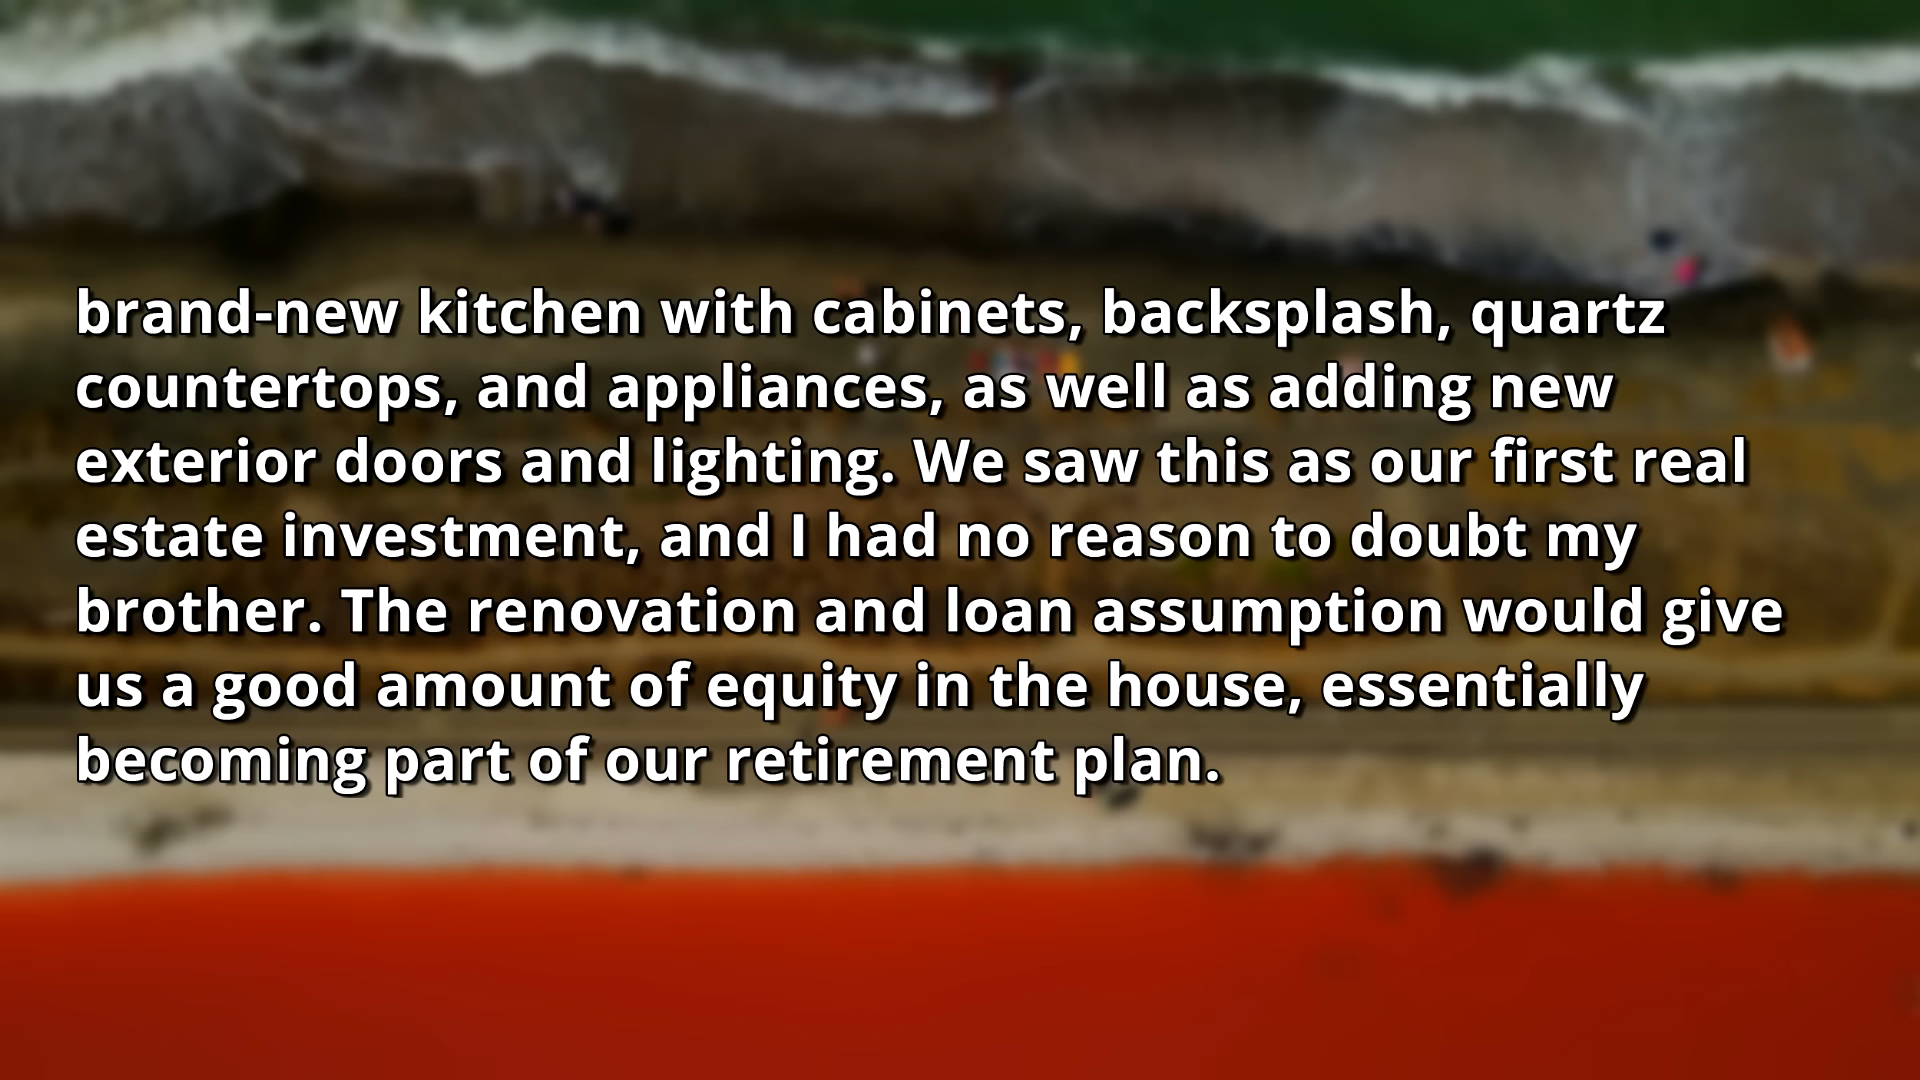 brand-new kitchen with cabinets, backsplash, quartz
countertops, and appliances, as well as adding new
exterior doors and lighting. We saw this as our first real
estate investment, and I had no reason to doubt my
brother. The renovation and loan assumption would give
us a good amount of equity in the house, essentially
becoming part of our retirement plan.